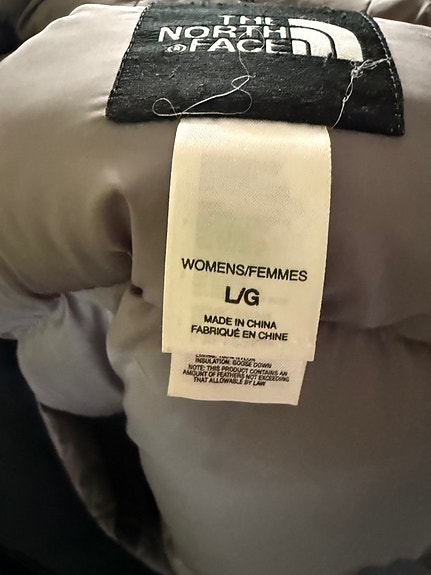 THE
NORTH
FACE
WOMENS/FEMMES
L/G
MADE IN CHINA
FABRIQUÉ EN CHINE
INSULATION: GOOSE DOWN
NOTE: THIS PRODUCT CONTAINS AN
AMOUNT OF FEATHERS NOT EXCEEDING
THAT ALLOWABLE BY LAW